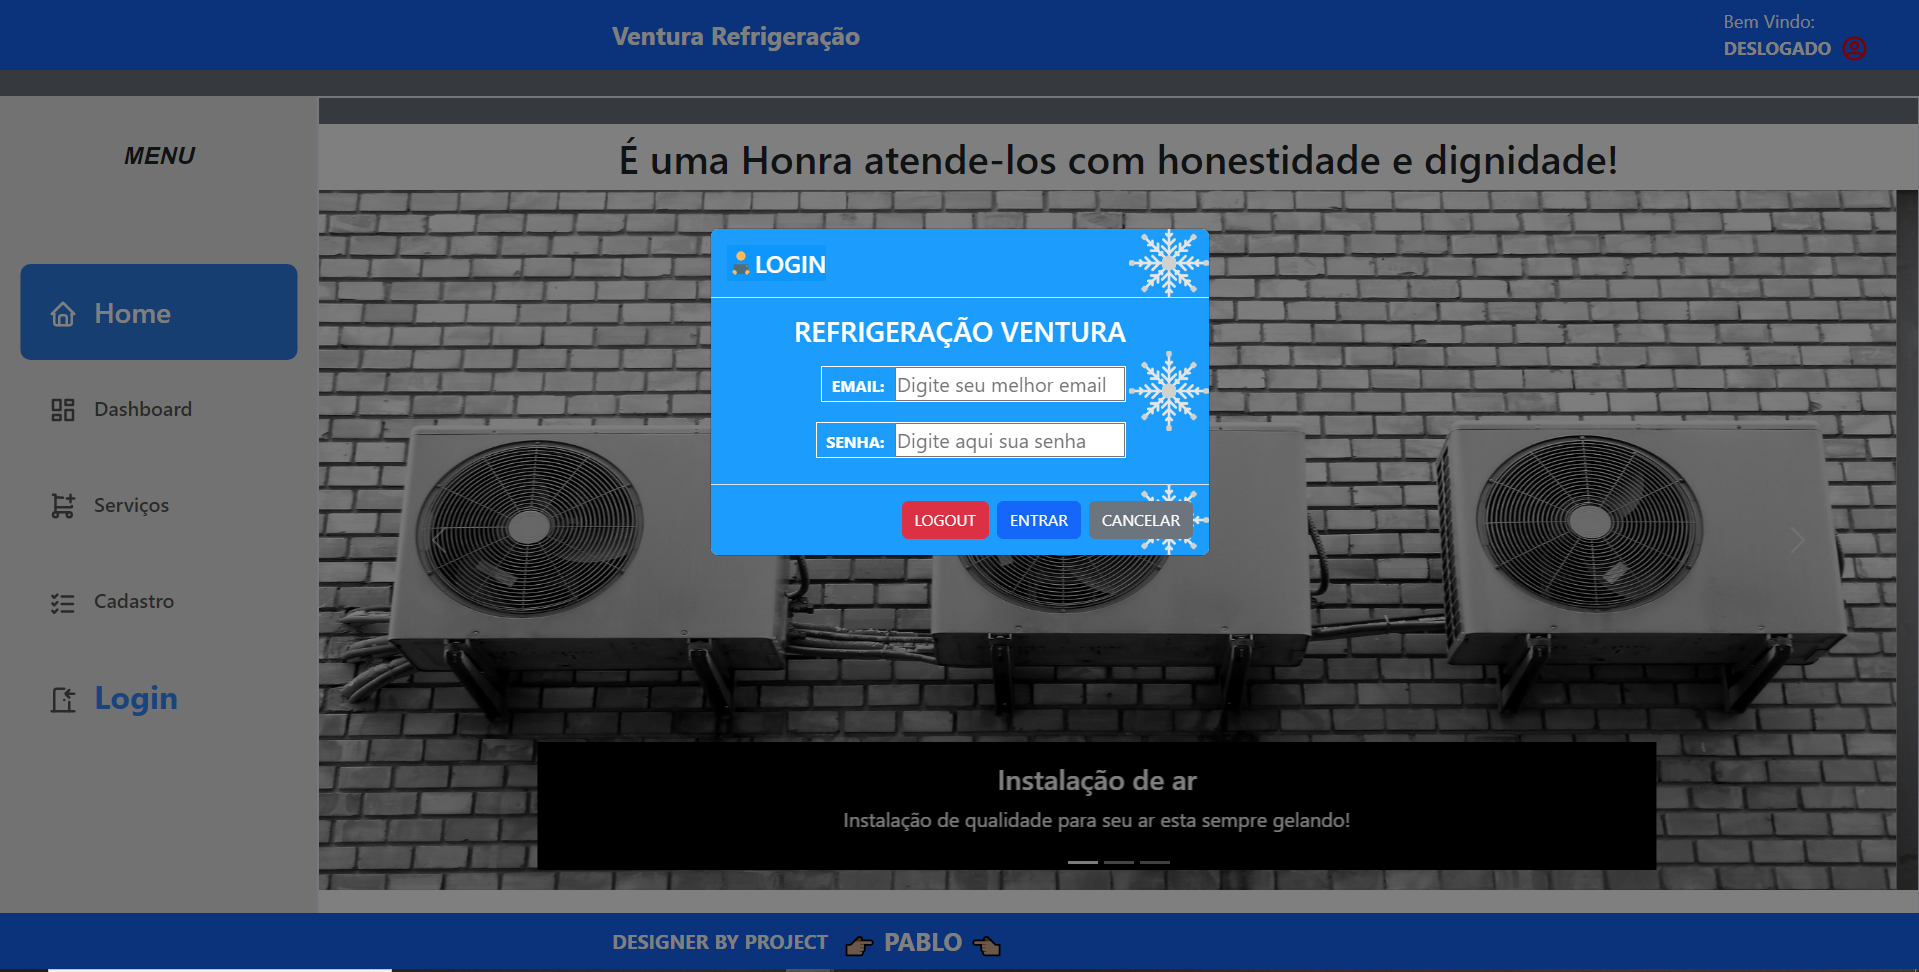 Ventura Refrigeração
Bem Vindo:
DESLOGADO
MENU
Home
Dashboard
Serviços
Cadastro
Login
É uma Honra atende-los com honestidade e dignidade!
LOGIN
REFRIGERAÇÃO VENTURA
EMAIL: Digite seu melhor email
SENHA: Digite aqui sua senha
LOGOUT ENTRAR CANCELAR
Instalação de ar
Instalação de qualidade para seu ar esta sempre gelando!
DESIGNER BY PROJECT PABLO